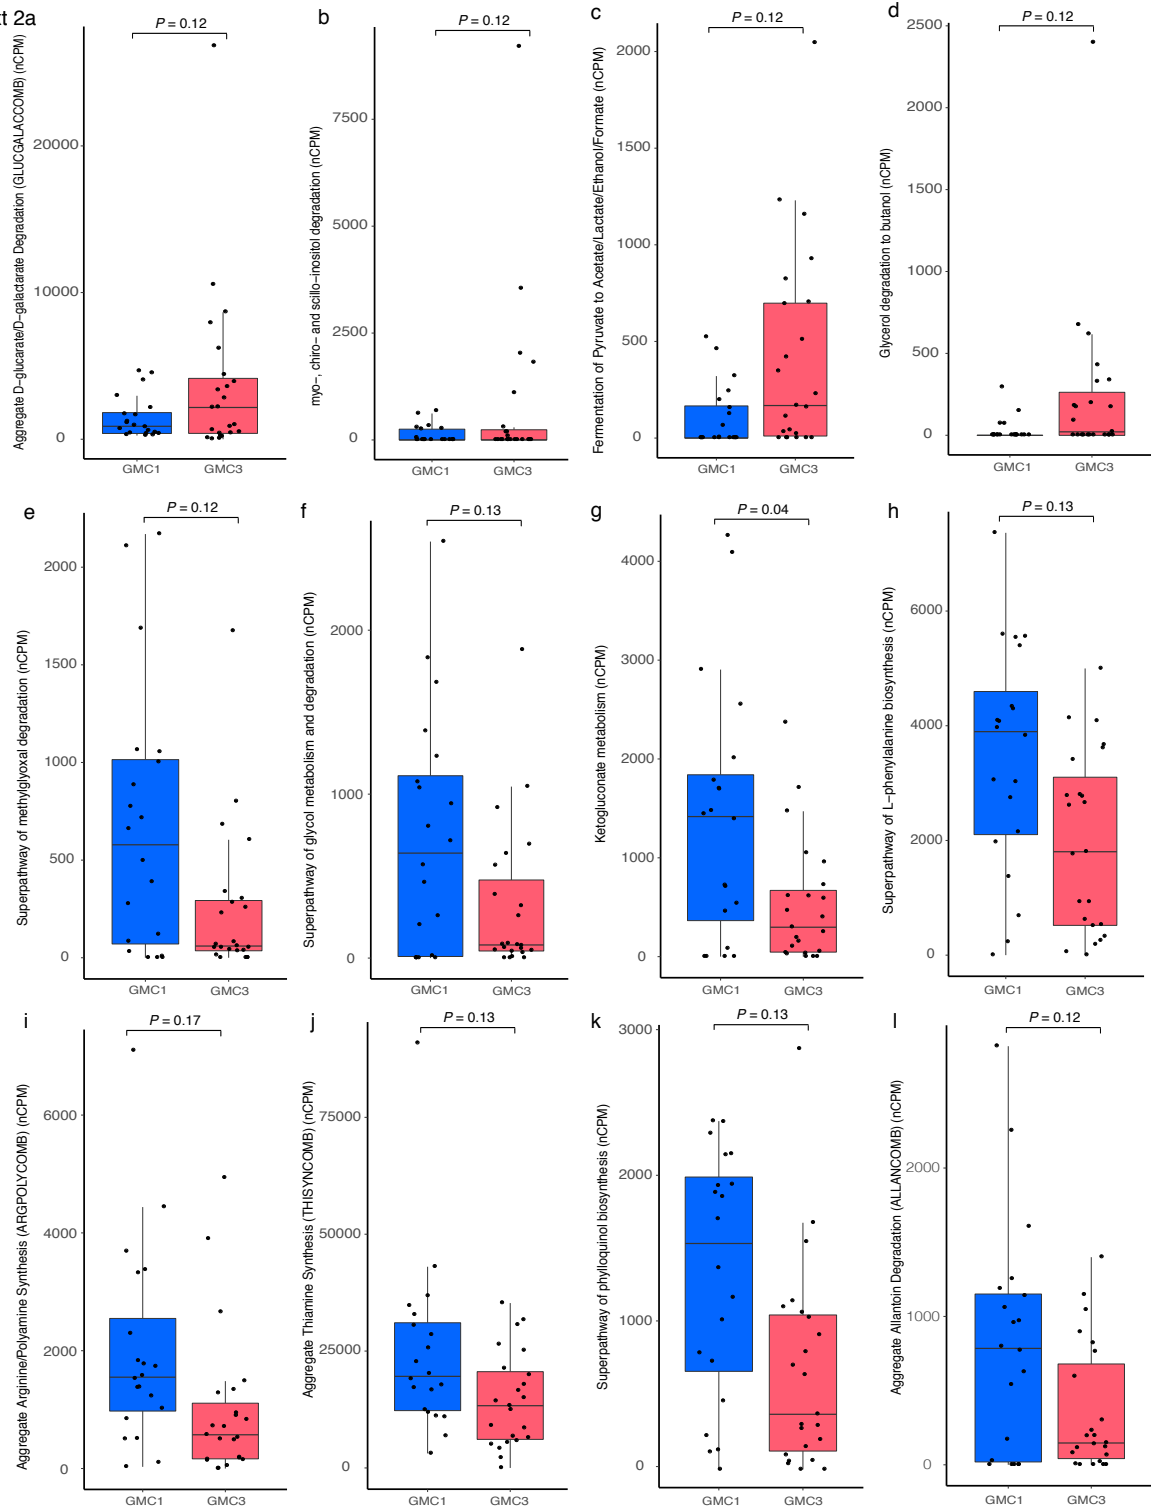 tt 2a
P = 0.12
Aggregate D−glucarate/D−galactarate Degradation (GLUCGALACCOMB) (nCPM)
20000
10000
0
GMC1
GMC3
b
P = 0.12
myo−, chiro− and scillo−inositol degradation (nCPM)
7500
5000
2500
0
GMC1
GMC3
c
P = 0.12
Fermentation of Pyruvate to Acetate/Lactate/Ethanol/Formate (nCPM)
2000
1500
1000
500
0
GMC1
GMC3
d
P = 0.12
Glycerol degradation to butanol (nCPM)
2500
2000
1500
1000
500
0
GMC1
GMC3
e
P = 0.12
Superpathway of methylglyoxal degradation (nCPM)
2000
1500
1000
500
0
GMC1
GMC3
f
P = 0.13
Superpathway of glycol metabolism and degradation (nCPM)
2000
1000
0
GMC1
GMC3
g
P = 0.04
Ketogluconate metabolism (nCPM)
4000
3000
2000
1000
0
GMC1
GMC3
h
P = 0.13
Superpathway of L−phenylalanine biosynthesis (nCPM)
6000
4000
2000
0
GMC1
GMC3
i
P = 0.17
Aggregate Arginine/Polyamine Synthesis (ARGPOLYCOMB) (nCPM)
6000
4000
2000
0
GMC1
GMC3
j
P = 0.13
Aggregate Thiamine Synthesis (THISYNCOMB) (nCPM)
75000
50000
25000
0
GMC1
GMC3
k
P = 0.13
Superpathway of phylloquinol biosynthesis (nCPM)
3000
2000
1000
0
GMC1
GMC3
l
P = 0.12
Aggregate Allantoin Degradation (ALLANCOMB) (nCPM)
2000
1000
0
GMC1
GMC3